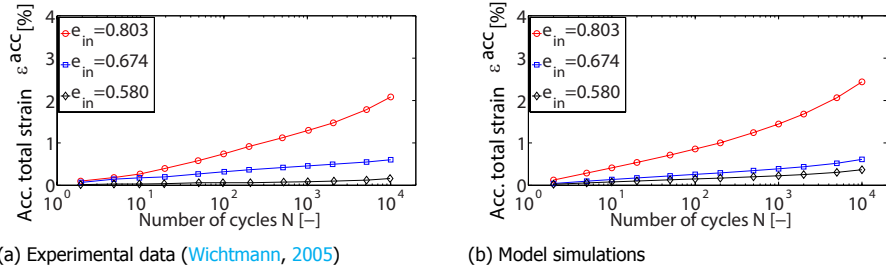 Acc. total strain ε^acc [%]
4
3
2
1
0
e_in=0.803
e_in=0.674
e_in=0.580
10^0 10^1 10^2 10^3 10^4
Number of cycles N [−]
(a) Experimental data (Wichtmann, 2005)
Acc. total strain ε^acc [%]
4
3
2
1
0
e_in=0.803
e_in=0.674
e_in=0.580
10^0 10^1 10^2 10^3 10^4
Number of cycles N [−]
(b) Model simulations